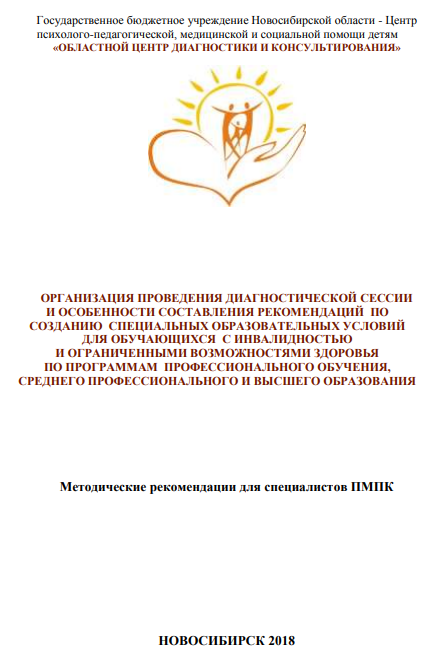 Государственное бюджетное учреждение Новосибирской области - Центр
психолого-педагогической, медицинской и социальной помощи детям
«ОБЛАСТНОЙ ЦЕНТР ДИАГНОСТИКИ И КОНСУЛЬТИРОВАНИЯ»
ОРГАНИЗАЦИЯ ПРОВЕДЕНИЯ ДИАГНОСТИЧЕСКОЙ СЕССИИ
И ОСОБЕННОСТИ СОСТАВЛЕНИЯ РЕКОМЕНДАЦИЙ ПО
СОЗДАНИЮ СПЕЦИАЛЬНЫХ ОБРАЗОВАТЕЛЬНЫХ УСЛОВИЙ
ДЛЯ ОБУЧАЮЩИХСЯ С ИНВАЛИДНОСТЬЮ
И ОГРАНИЧЕННЫМИ ВОЗМОЖНОСТЯМИ ЗДОРОВЬЯ
ПО ПРОГРАММАМ ПРОФЕССИОНАЛЬНОГО ОБУЧЕНИЯ,
СРЕДНЕГО ПРОФЕССИОНАЛЬНОГО И ВЫСШЕГО ОБРАЗОВАНИЯ
Методические рекомендации для специалистов ПМПК
НОВОСИБИРСК 2018